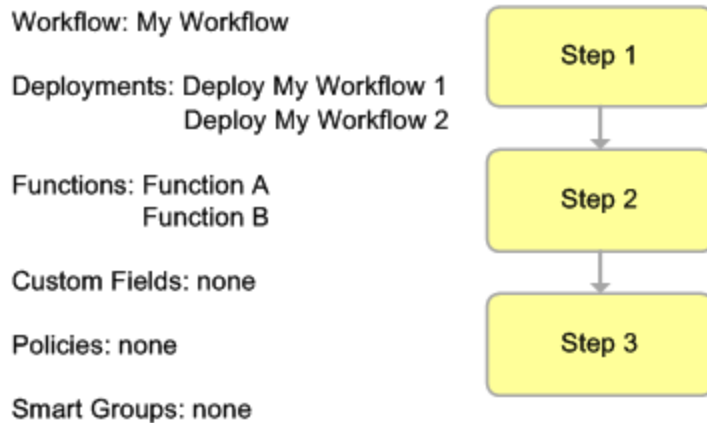 Workflow: My Workflow
Deployments: Deploy My Workflow 1
Deploy My Workflow 2
Functions: Function A
Function B
Custom Fields: none
Policies: none
Smart Groups: none
Step 1
Step 2
Step 3